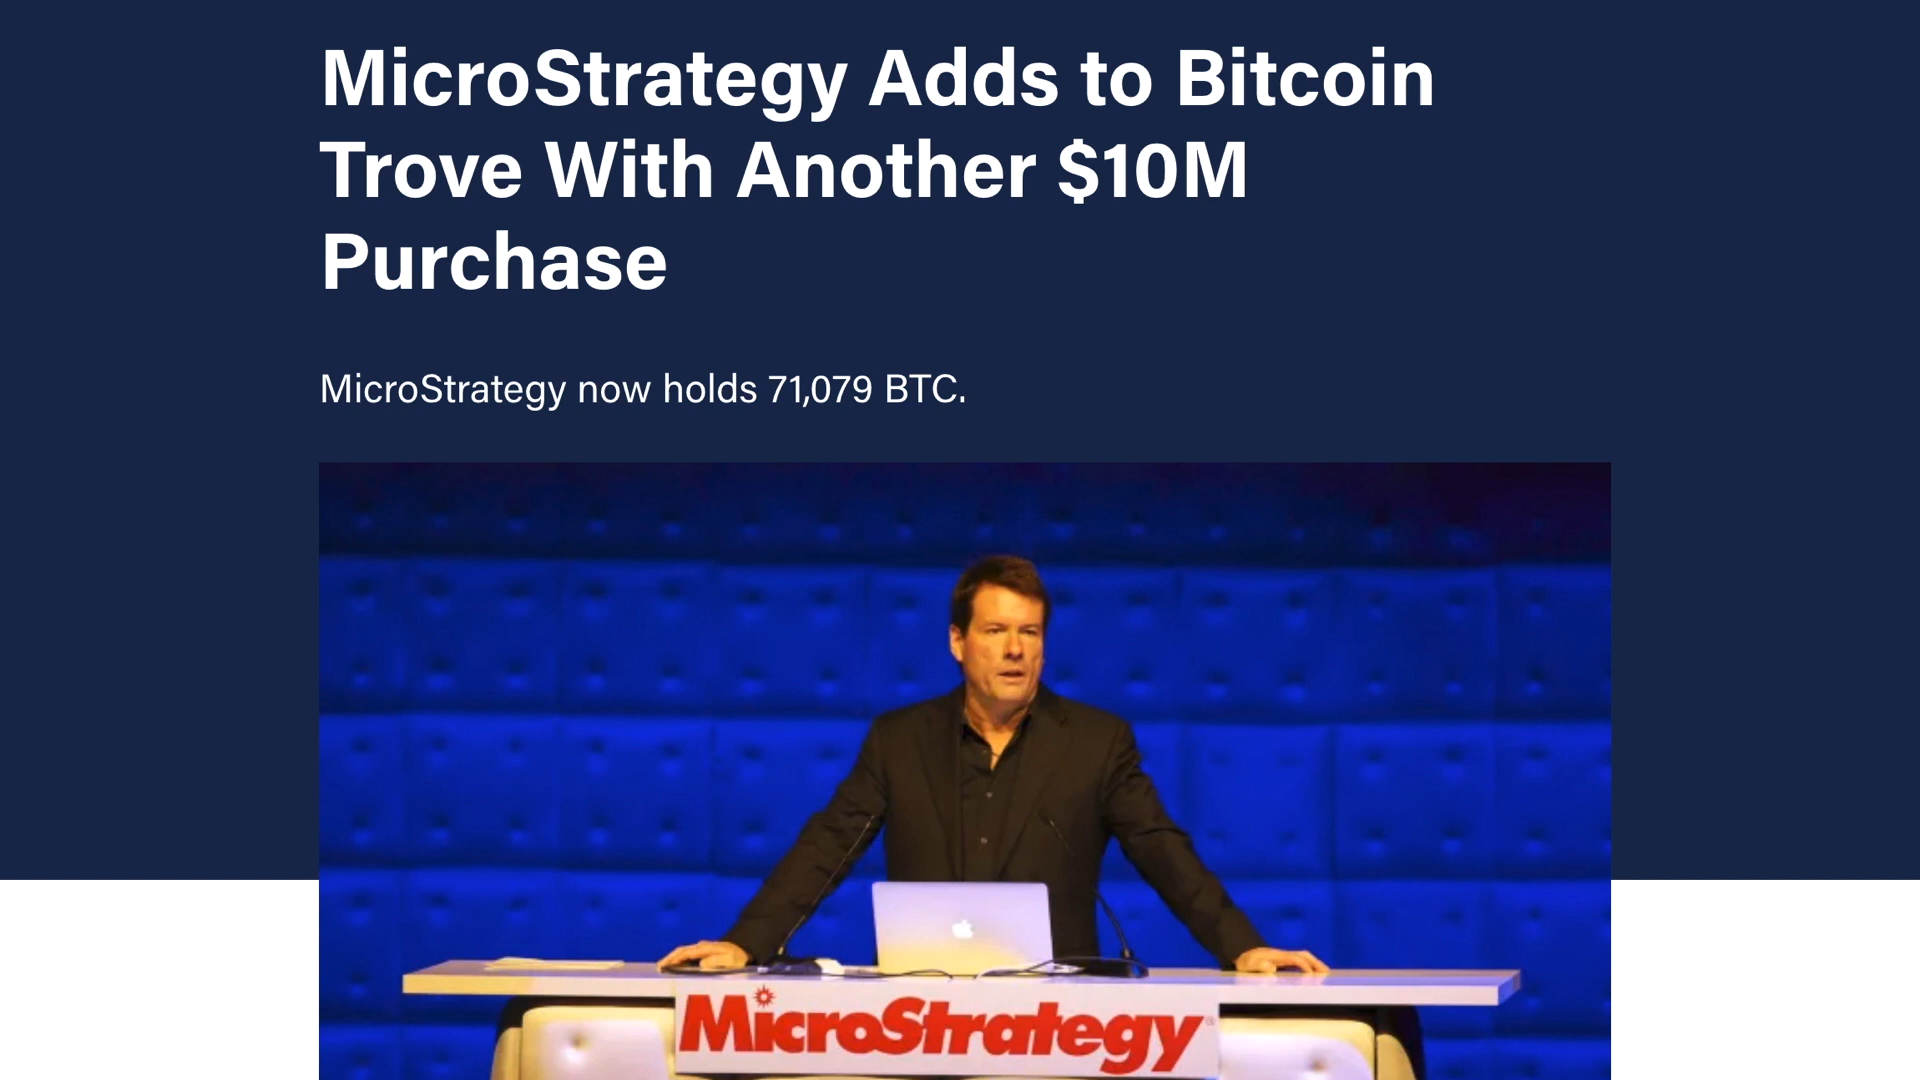 MicroStrategy Adds to Bitcoin
Trove With Another $10M
Purchase
MicroStrategy now holds 71,079 BTC.
MicroStrategy®